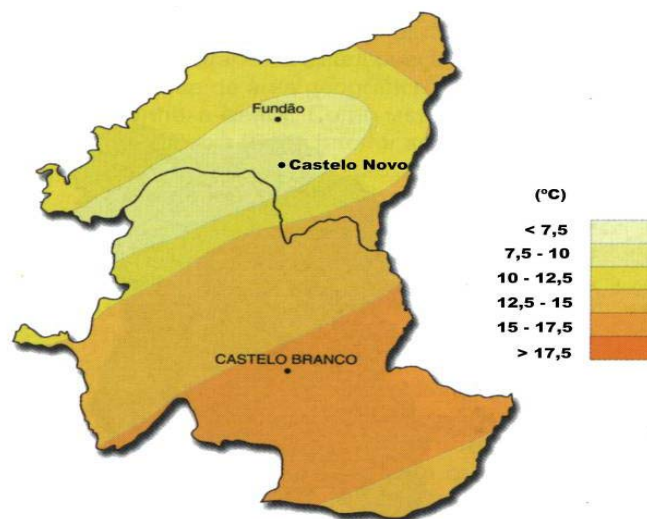 Fundão
Castelo Novo
(ºC)
< 7,5
7,5 - 10
10 - 12,5
12,5 - 15
15 - 17,5
> 17,5
CASTELO BRANCO